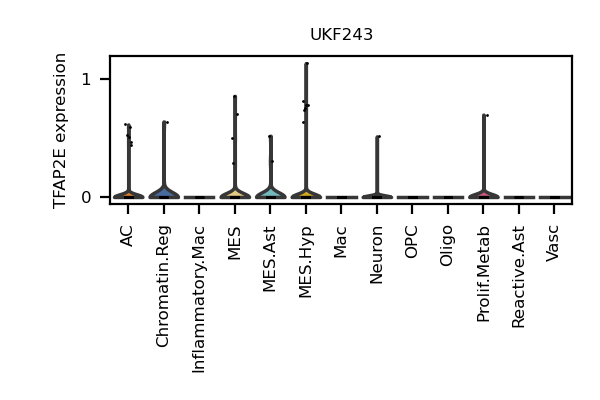 UKF243
TFAP2E expression
1
0
AC
Chromatin.Reg
Inflammatory.Mac
MES
MES.Ast
MES.Hyp
Mac
Neuron
OPC
Oligo
Prolif.Metab
Reactive.Ast
Vasc